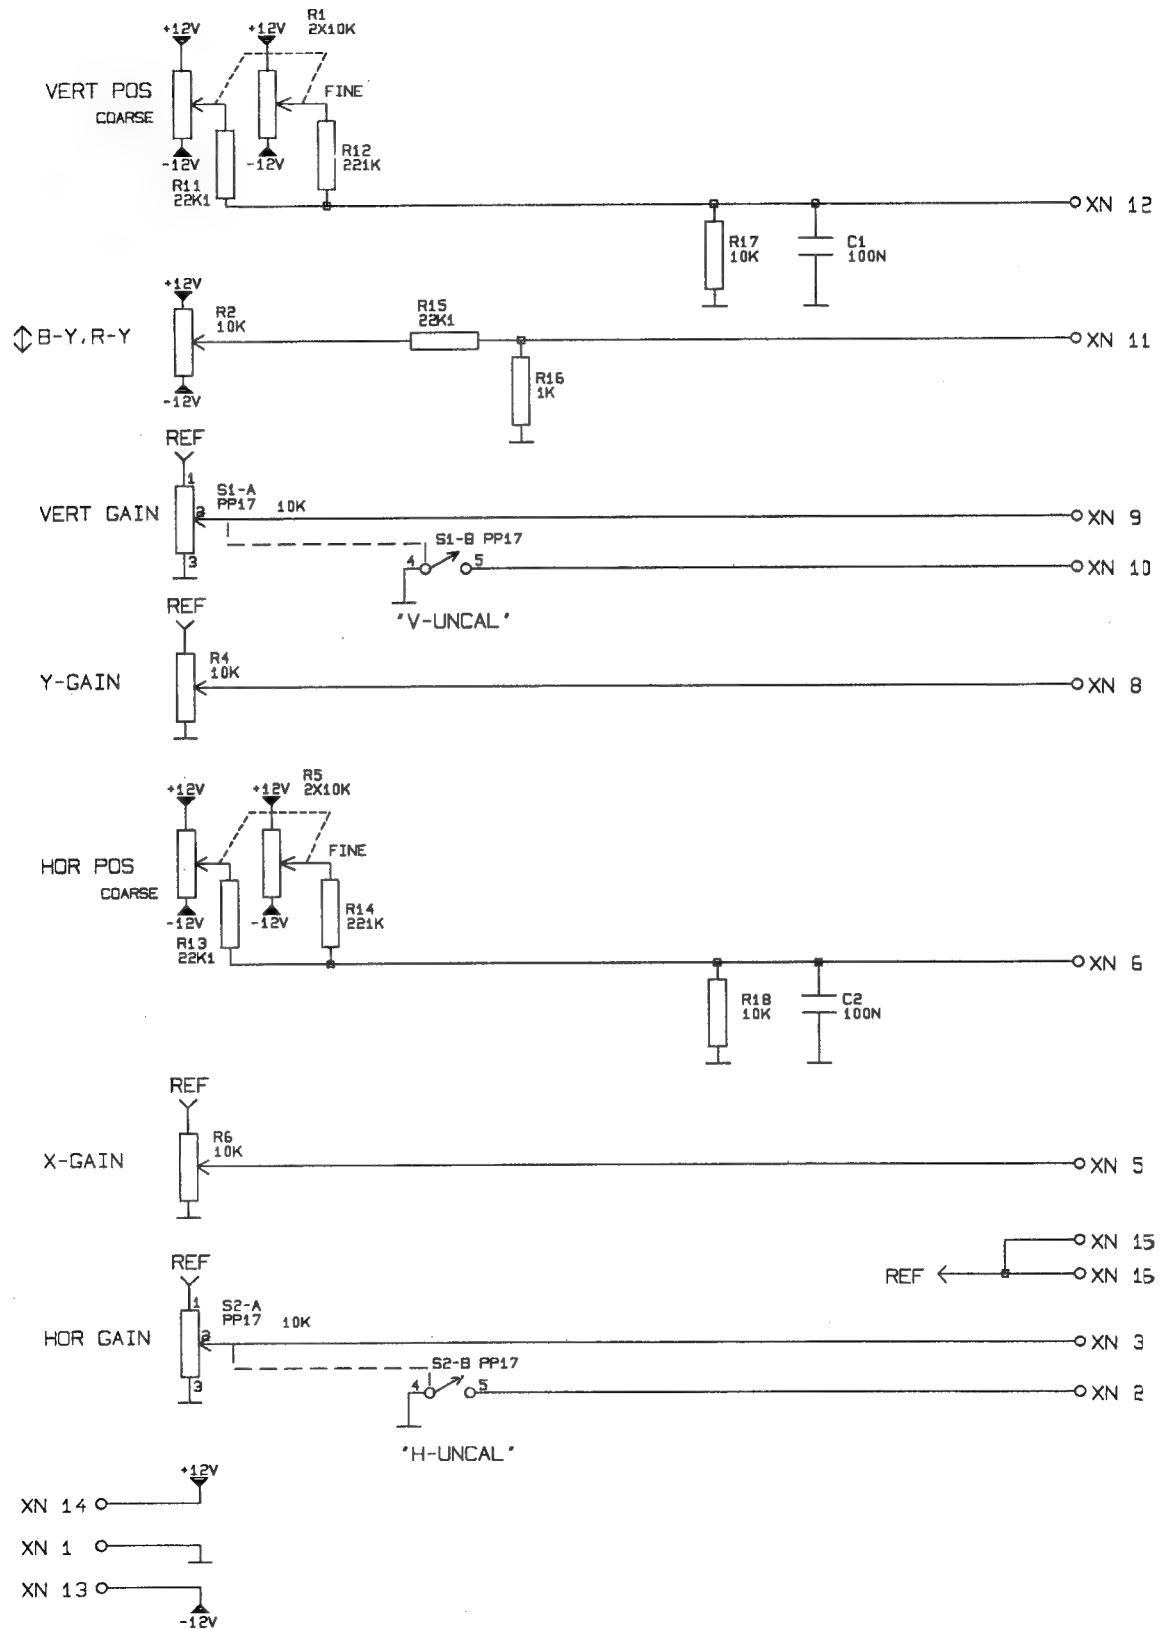 +12V
+12V
R1
2X10K
VERT POS
COARSE
FINE
-12V
-12V
R11
22K1
R12
221K
XN 12
R17
10K
C1
100N
+12V
R2
10K
R15
22K1
B-Y,R-Y
XN 11
-12V
R16
1K
REF
1
S1-A
PP17
10K
VERT GAIN
2
XN 9
3
S1-B PP17
4
5
XN 10
"V-UNCAL"
REF
R4
10K
Y-GAIN
XN 8
+12V
+12V
R5
2X10K
HOR POS
COARSE
FINE
-12V
-12V
R13
22K1
R14
221K
XN 6
R18
10K
C2
100N
REF
R6
10K
X-GAIN
XN 5
XN 15
REF
XN 16
REF
1
S2-A
PP17
10K
HOR GAIN
2
XN 3
3
S2-B PP17
4
5
XN 2
"H-UNCAL"
+12V
XN 14
XN 1
XN 13
-12V